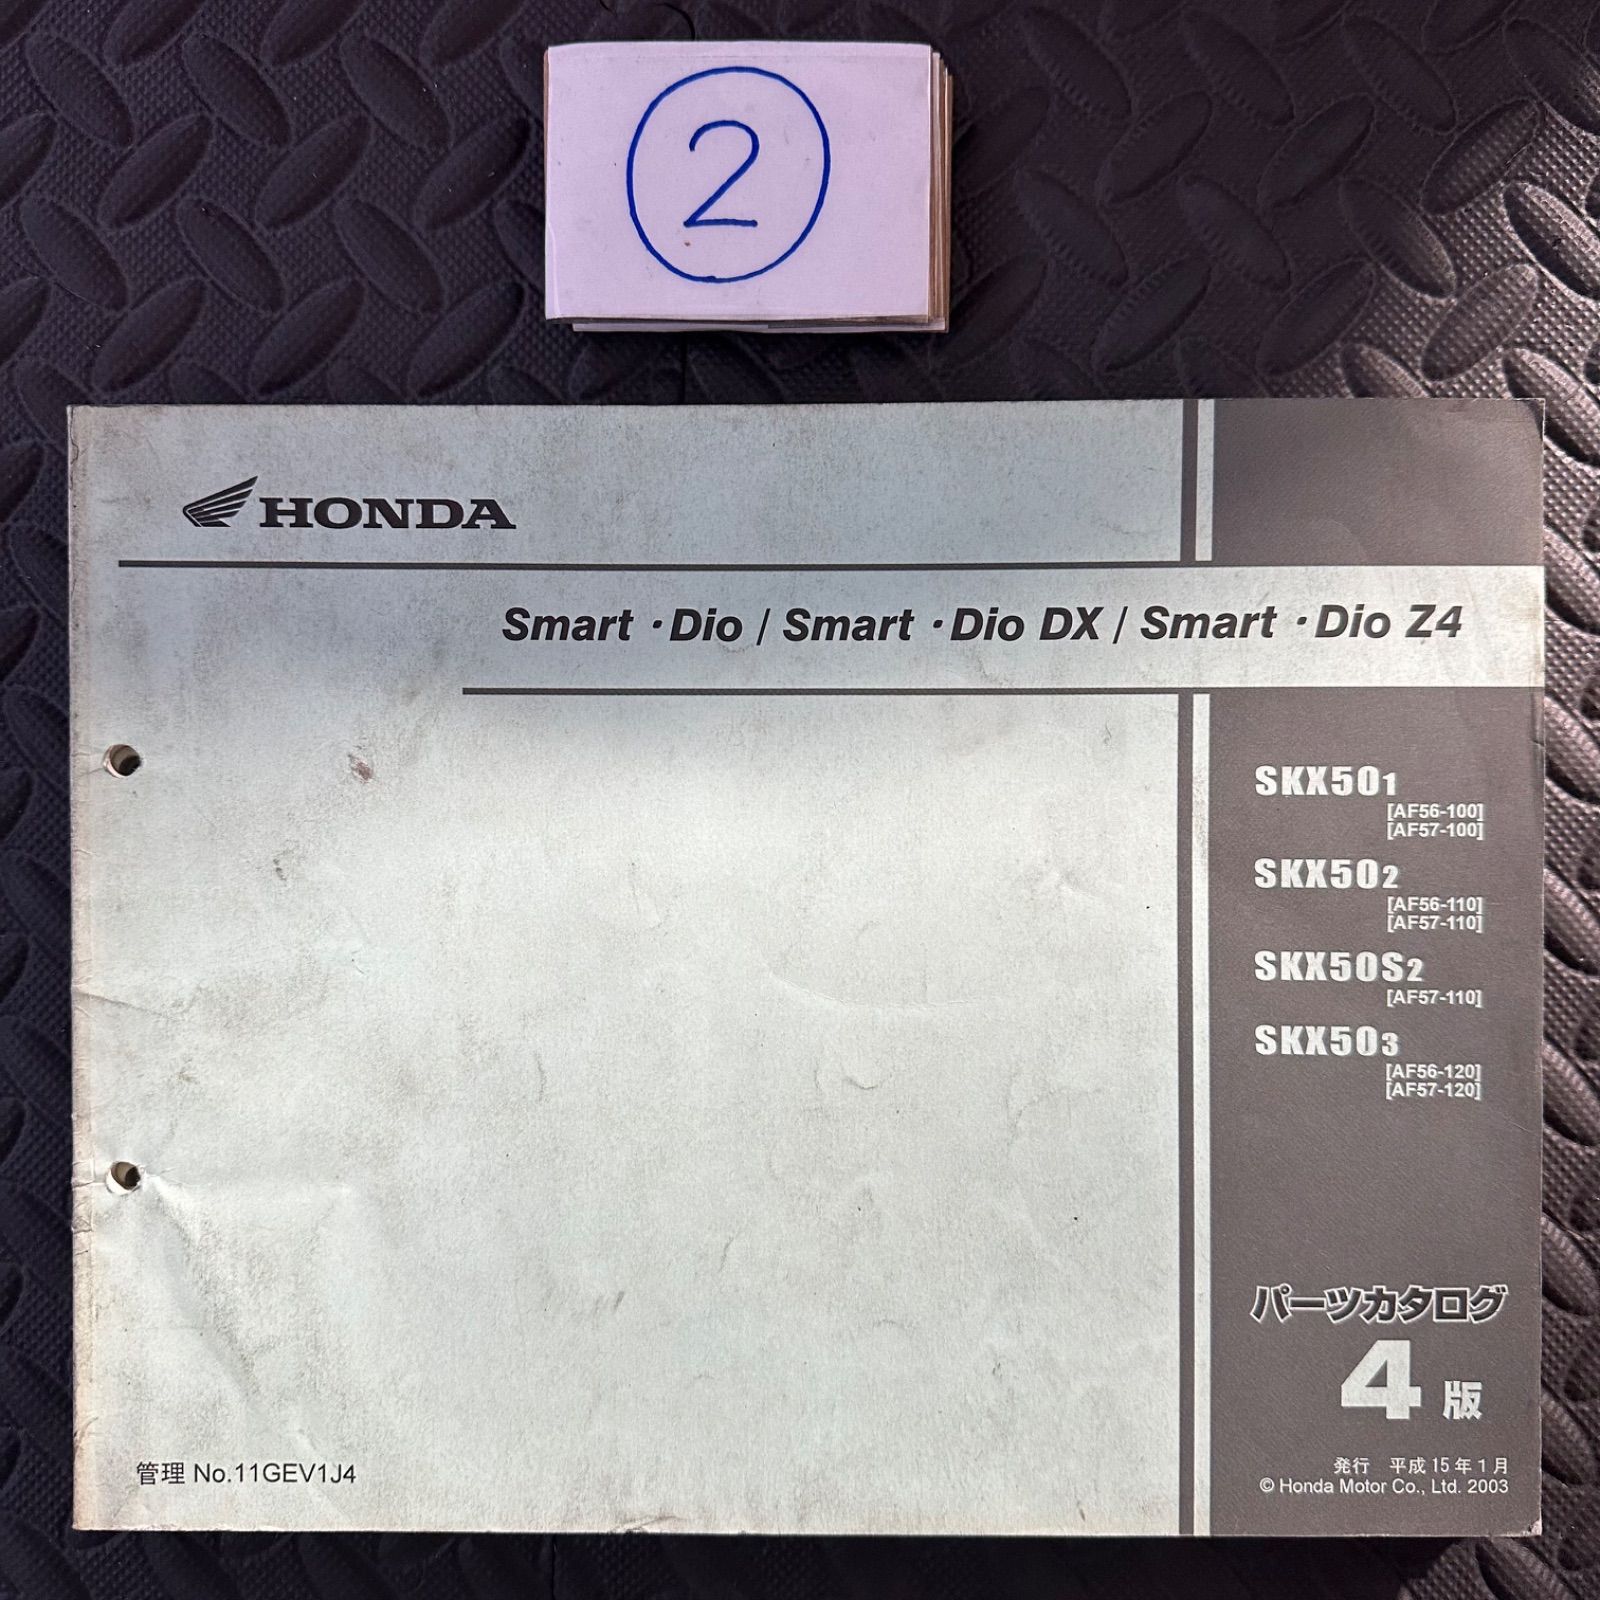 2
HONDA
Smart・Dio / Smart・Dio DX / Smart・Dio Z4
SKX501
[AF56-100]
[AF57-100]
SKX502
[AF56-110]
[AF57-110]
SKX50S2
[AF57-110]
SKX503
[AF56-120]
[AF57-120]
パーツカタログ
4版
管理 No.11GEV1J4
発行 平成15年1月
© Honda Motor Co., Ltd. 2003